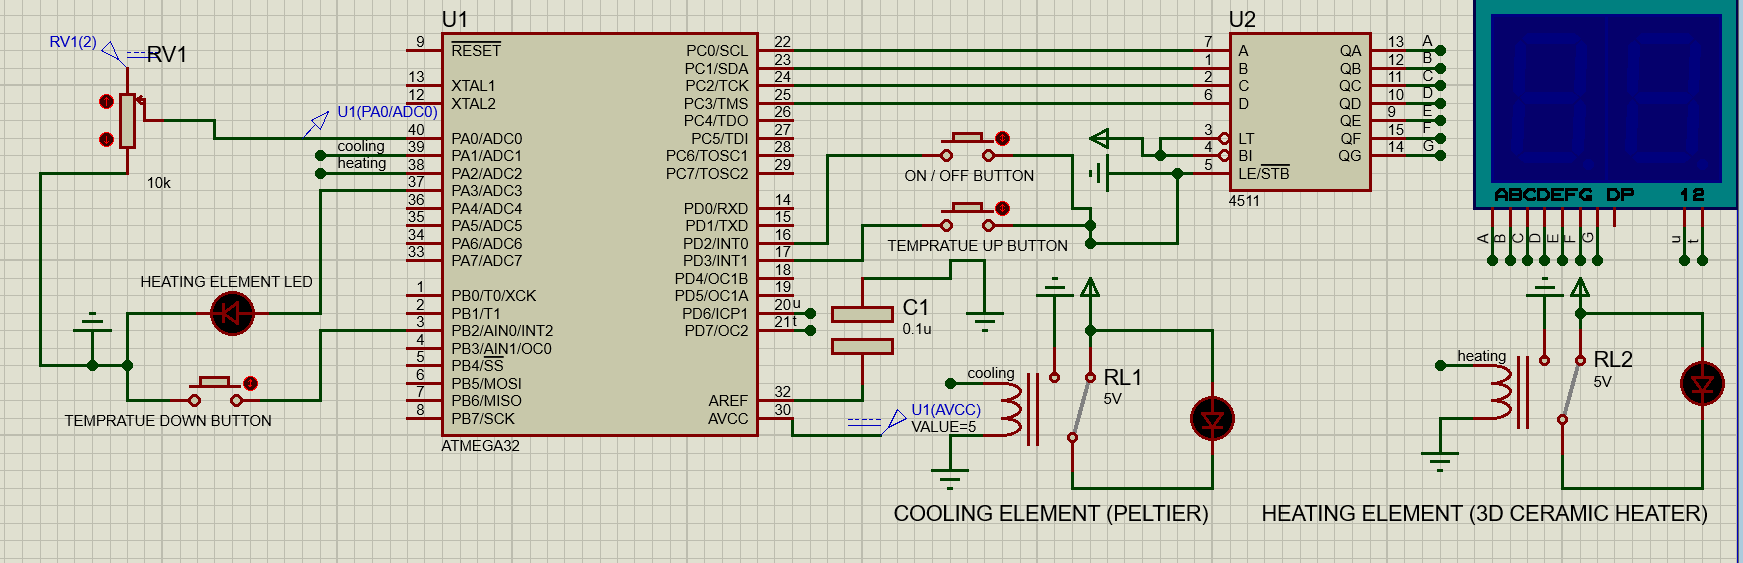 RV1(2)
RV1
10k
U1(PA0/ADC0)
cooling
heating
HEATING ELEMENT LED
TEMPRATUE DOWN BUTTON
U1
9 RESET
13 XTAL1
12 XTAL2
40 PA0/ADC0
39 PA1/ADC1
38 PA2/ADC2
37 PA3/ADC3
36 PA4/ADC4
35 PA5/ADC5
34 PA6/ADC6
33 PA7/ADC7
1 PB0/T0/XCK
2 PB1/T1
3 PB2/AIN0/INT2
4 PB3/AIN1/OC0
5 PB4/SS
6 PB5/MOSI
7 PB6/MISO
8 PB7/SCK
PC0/SCL 22
PC1/SDA 23
PC2/TCK 24
PC3/TMS 25
PC4/TDO 26
PC5/TDI 27
PC6/TOSC1 28
PC7/TOSC2 29
PD0/RXD 14
PD1/TXD 15
PD2/INT0 16
PD3/INT1 17
PD4/OC1B 18
PD5/OC1A 19
PD6/ICP1 20 u
PD7/OC2 21 t
AREF 32
AVCC 30
ATMEGA32
ON / OFF BUTTON
TEMPRATUE UP BUTTON
C1
0.1u
U1(AVCC)
VALUE=5
U2
7 A QA 13 A
1 B QB 12 B
2 C QC 11 C
6 D QD 10 D
QE 9 E
3 LT QF 15 F
4 BI QG 14 G
5 LE/STB
4511
ABCDEFG DP 12
A B C D E F G u t
cooling
RL1
5V
COOLING ELEMENT (PELTIER)
heating
RL2
5V
HEATING ELEMENT (3D CERAMIC HEATER)